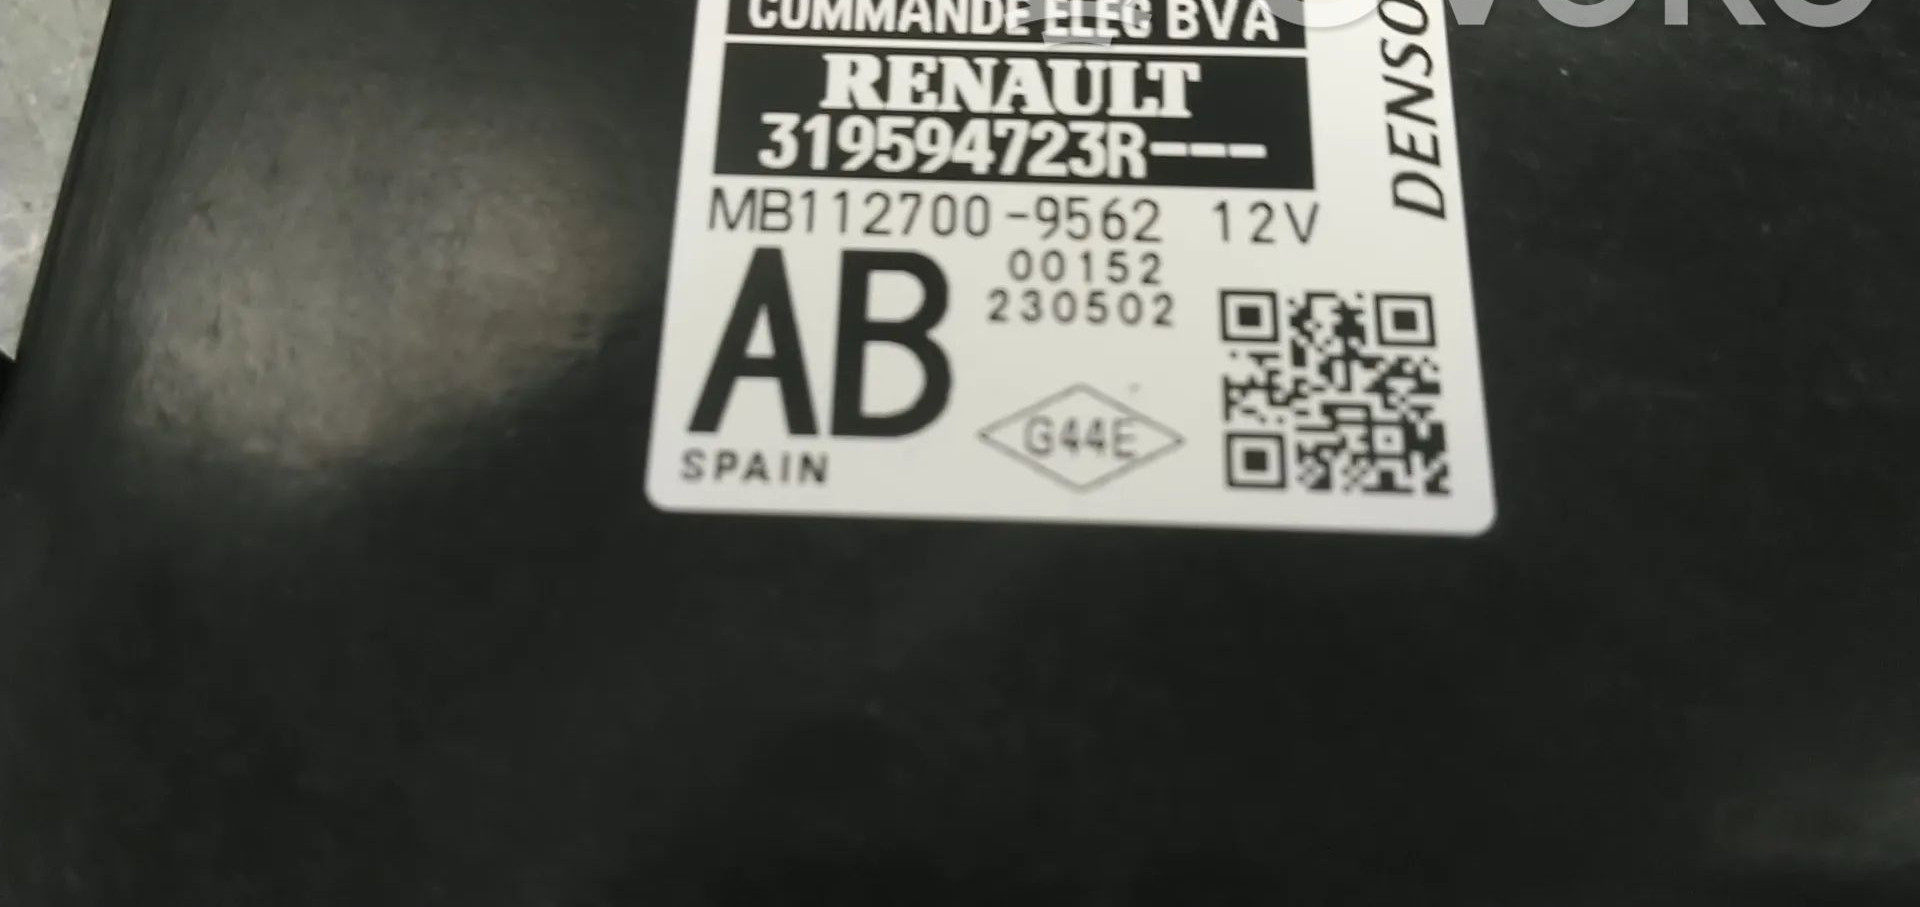 COMMANDE ELEC BVA
RENAULT
319594723R---
MB112700-9562 12V
AB
00152
230502
SPAIN
G44E
DENSO